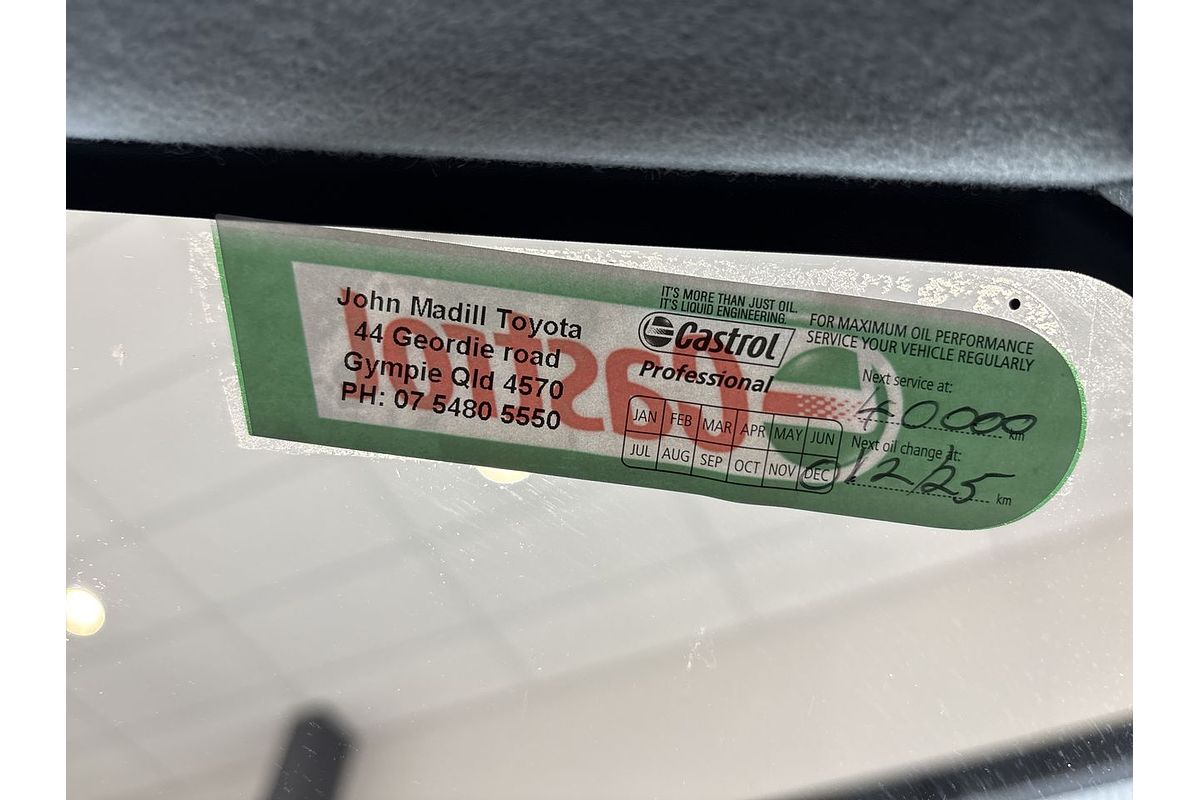 John Madill Toyota
44 Geordie road
Gympie Qld 4570
PH: 07 5480 5550
IT'S MORE THAN JUST OIL.
IT'S LIQUID ENGINEERING.
Castrol
Professional
JAN FEB MAR APR MAY JUN
JUL AUG SEP OCT NOV DEC
FOR MAXIMUM OIL PERFORMANCE
SERVICE YOUR VEHICLE REGULARLY
Next service at:
40000 km
Next oil change at:
012/25 km
Castrol